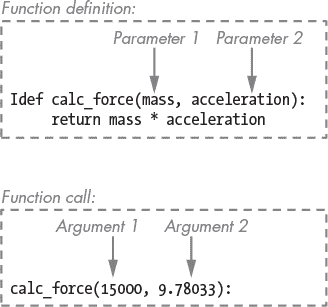 Function definition:
Parameter 1 Parameter 2
Idef calc_force(mass, acceleration):
return mass * acceleration
Function call:
Argument 1 Argument 2
calc_force(15000, 9.78033):